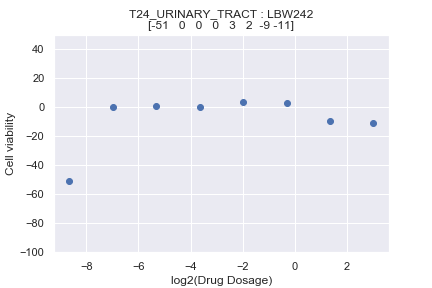 T24_URINARY_TRACT : LBW242
[-51 0 0 0 3 2 -9 -11]
40
20
0
−20
−40
−60
−80
−100
Cell viability
−8 −6 −4 −2 0 2
log2(Drug Dosage)